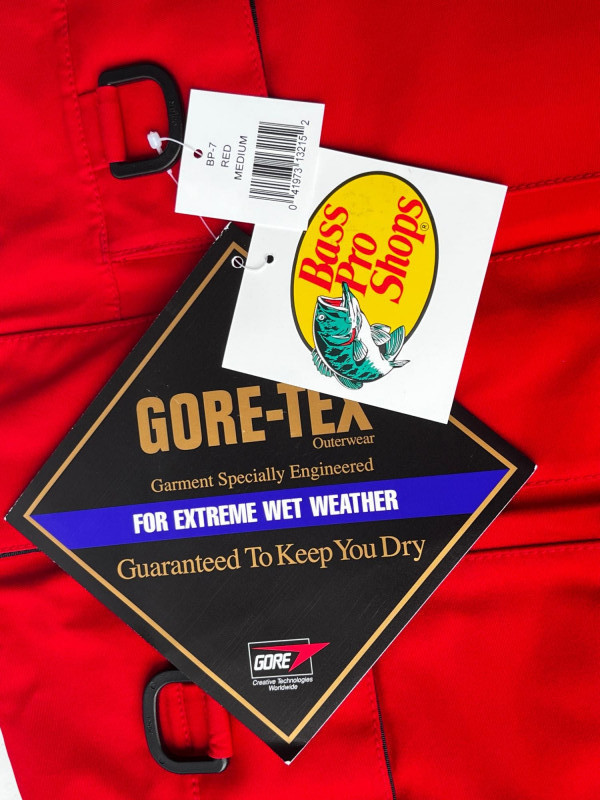 BP-7
RED
MEDIUM
0 41973 13215 2
Bass
Pro
Shops®
GORE-TEX
Outerwear
Garment Specially Engineered
FOR EXTREME WET WEATHER
Guaranteed To Keep You Dry
GORE
Creative Technologies
Worldwide